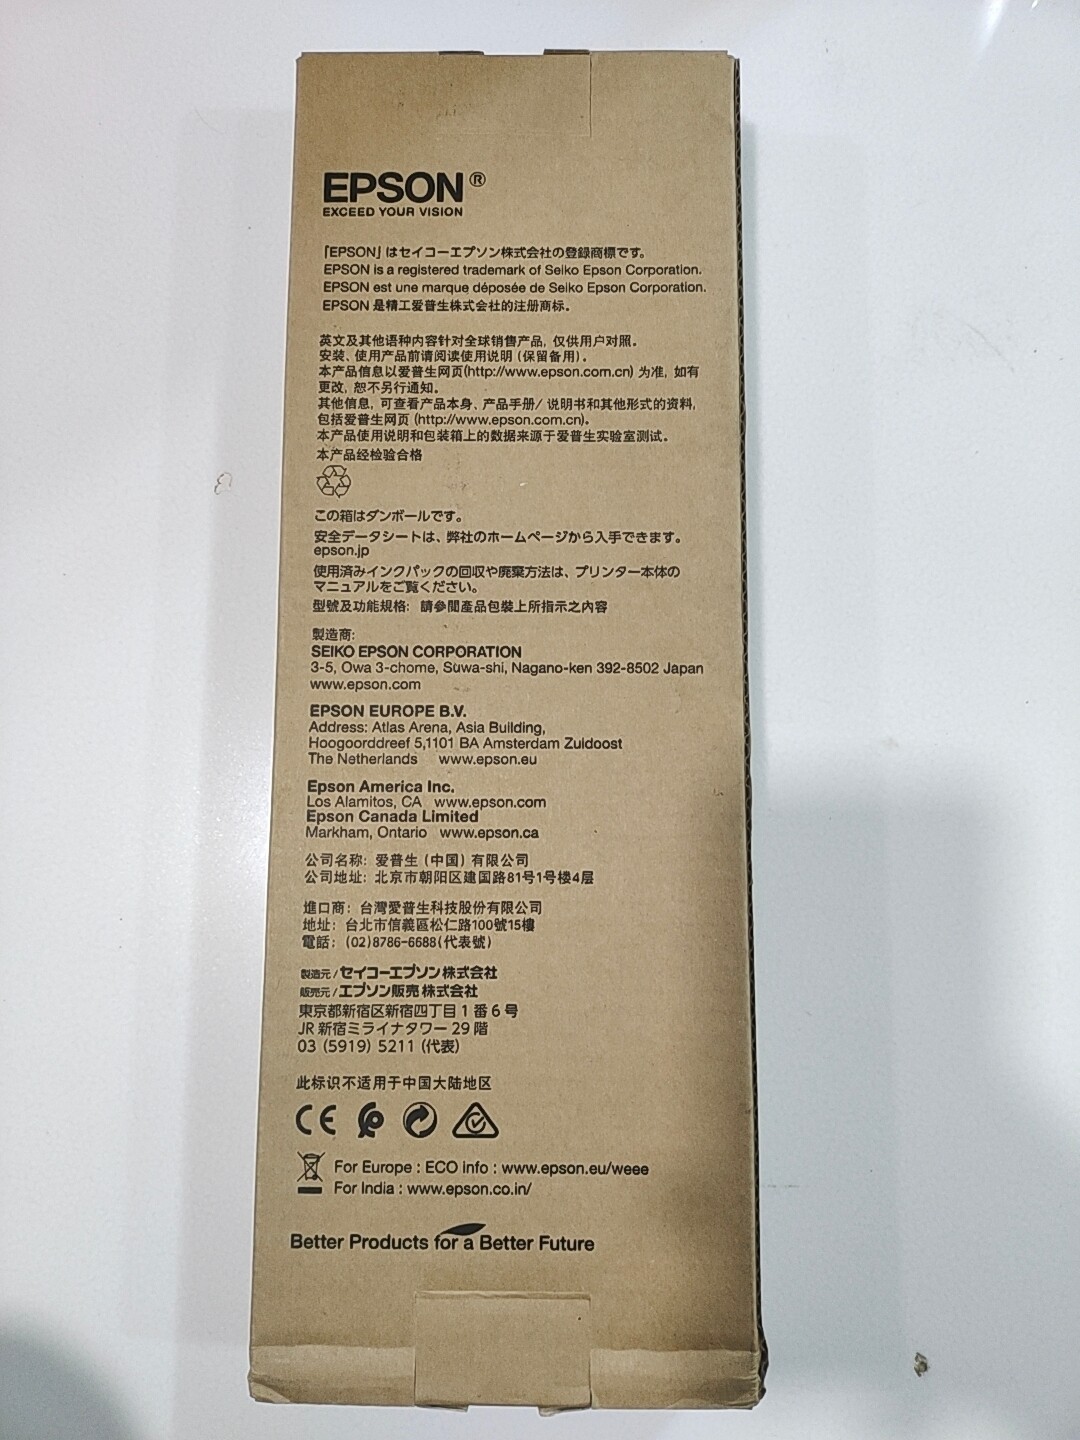 EPSON®
EXCEED YOUR VISION
「EPSON」はセイコーエプソン株式会社の登録商標です。
EPSON is a registered trademark of Seiko Epson Corporation.
EPSON est une marque déposée de Seiko Epson Corporation.
EPSON 是精工爱普生株式会社的注册商标。
英文及其他语种内容针对全球销售产品, 仅供用户对照。
安装、使用产品前请阅读使用说明 (保留备用) 。
本产品信息以爱普生网页(http://www.epson.com.cn) 为准, 如有
更改, 恕不另行通知。
其他信息, 可查看产品本身、产品手册/ 说明书和其他形式的资料,
包括爱普生网页 (http://www.epson.com.cn)。
本产品使用说明和包装箱上的数据来源于爱普生实验室测试。
本产品经检验合格
この箱はダンボールです。
安全データシートは、弊社のホームページから入手できます。
epson.jp
使用済みインクパックの回収や廃棄方法は、プリンター本体の
マニュアルをご覧ください。
型號及功能規格: 請參閱產品包裝上所指示之內容
製造商:
SEIKO EPSON CORPORATION
3-5, Owa 3-chome, Suwa-shi, Nagano-ken 392-8502 Japan
www.epson.com
EPSON EUROPE B.V.
Address: Atlas Arena, Asia Building,
Hoogoorddreef 5,1101 BA Amsterdam Zuidoost
The Netherlands www.epson.eu
Epson America Inc.
Los Alamitos, CA www.epson.com
Epson Canada Limited
Markham, Ontario www.epson.ca
公司名称: 爱普生 (中国) 有限公司
公司地址: 北京市朝阳区建国路81号1号楼4层
進口商: 台灣愛普生科技股份有限公司
地址: 台北市信義區松仁路100號15樓
電話: (02)8786-6688(代表號)
製造元 / セイコーエプソン株式会社
販売元 / エプソン販売 株式会社
東京都新宿区新宿四丁目 1 番 6 号
JR 新宿ミライナタワー 29 階
03 (5919) 5211 (代表)
此标识不适用于中国大陆地区
CE
For Europe : ECO info : www.epson.eu/weee
For India : www.epson.co.in/
Better Products for a Better Future